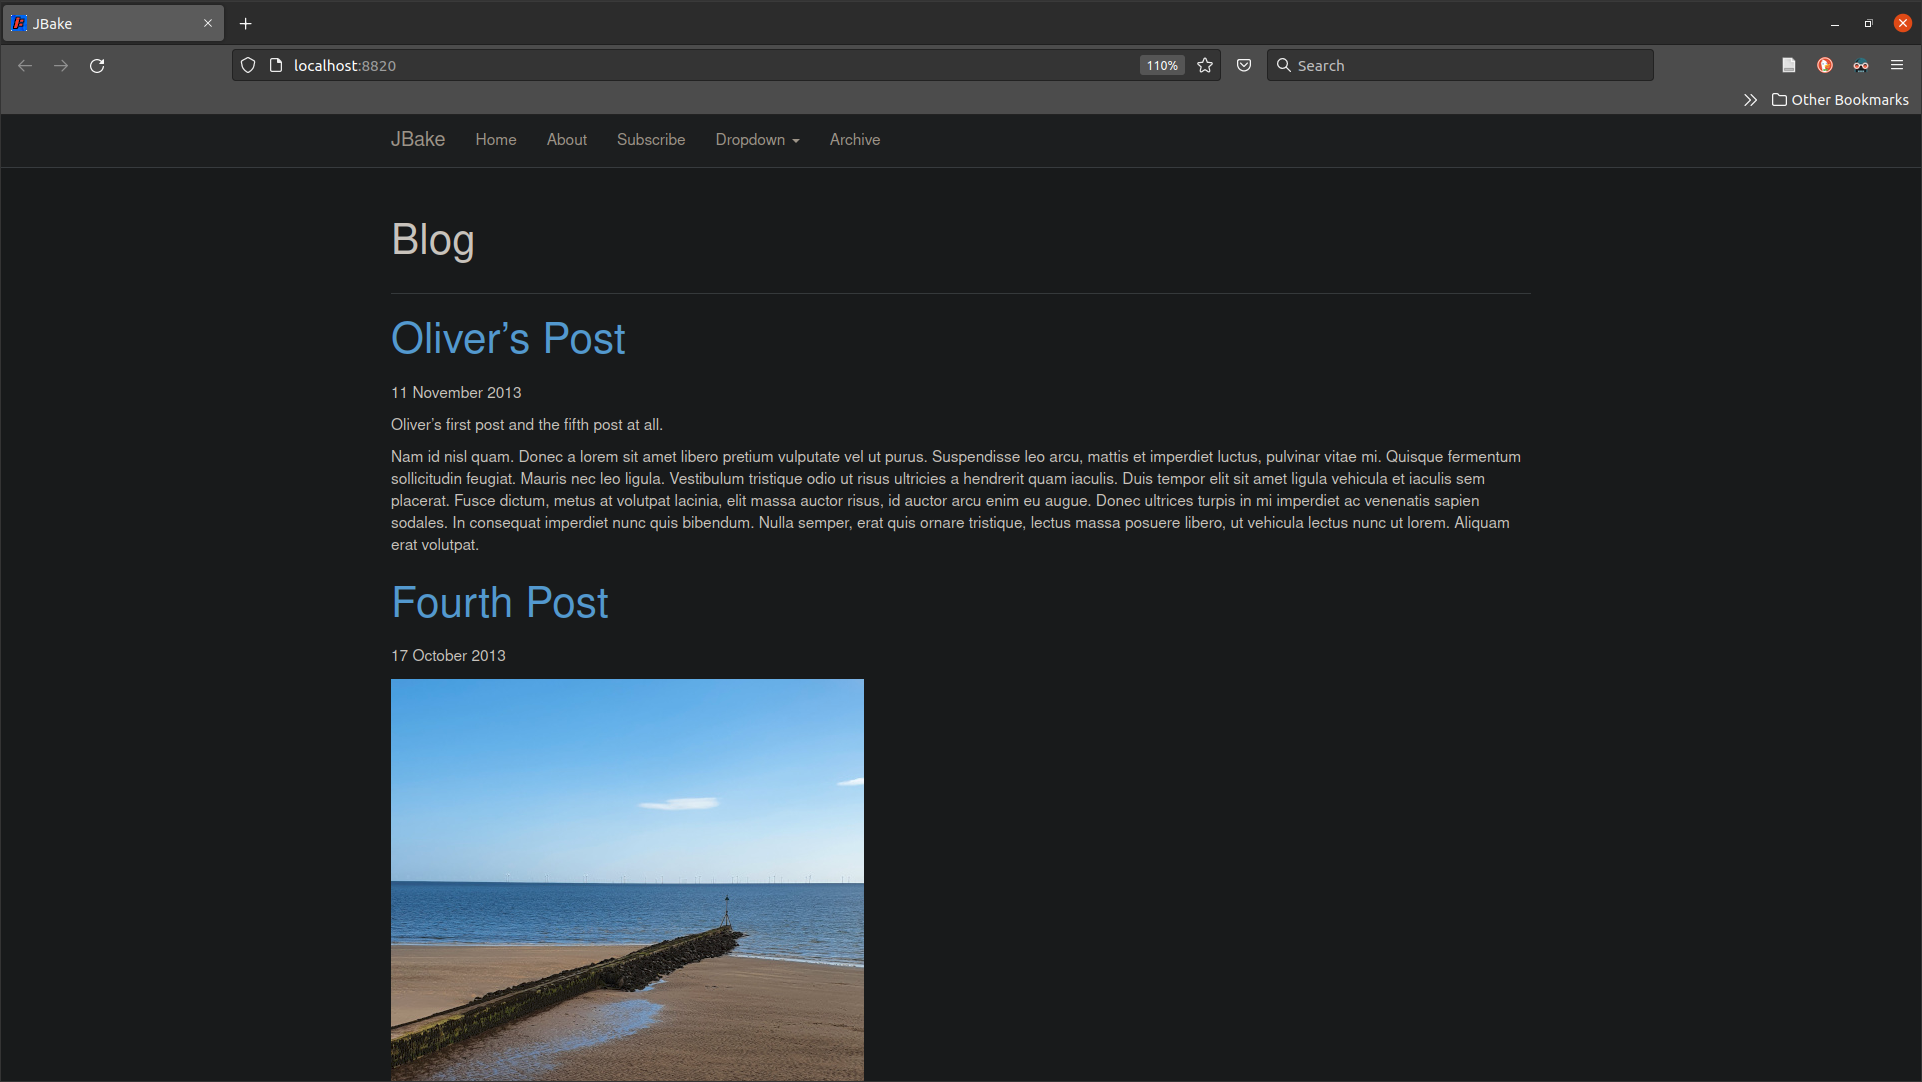 JBake
localhost:8820
110%
Search
Other Bookmarks
JBake Home About Subscribe Dropdown Archive
Blog
Oliver’s Post
11 November 2013
Oliver’s first post and the fifth post at all.
Nam id nisl quam. Donec a lorem sit amet libero pretium vulputate vel ut purus. Suspendisse leo arcu, mattis et imperdiet luctus, pulvinar vitae mi. Quisque fermentum
sollicitudin feugiat. Mauris nec leo ligula. Vestibulum tristique odio ut risus ultricies a hendrerit quam iaculis. Duis tempor elit sit amet ligula vehicula et iaculis sem
placerat. Fusce dictum, metus at volutpat lacinia, elit massa auctor risus, id auctor arcu enim eu augue. Donec ultrices turpis in mi imperdiet ac venenatis sapien
sodales. In consequat imperdiet nunc quis bibendum. Nulla semper, erat quis ornare tristique, lectus massa posuere libero, ut vehicula lectus nunc ut lorem. Aliquam
erat volutpat.
Fourth Post
17 October 2013